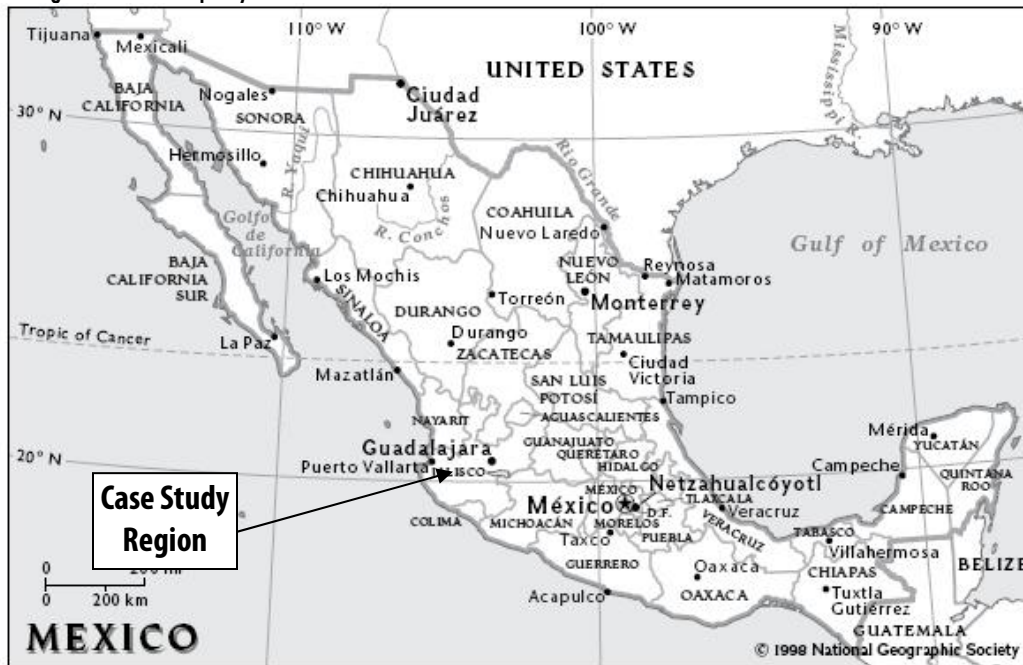 110°W
100°W
90°W
Tijuana
Mexicali
UNITED STATES
Mississippi R.
BAJA
CALIFORNIA
Nogales
SONORA
Ciudad
Juárez
30° N
Hermosillo
R. Yaqui
CHIHUAHUA
Chihuahua
R. Conchos
Rio Grande
COAHUILA
Nuevo Laredo
Golfo
de
California
Gulf of Mexico
BAJA
CALIFORNIA
SUR
Los Mochis
SINALOA
NUEVO
LEÓN
Reynosa
Matamoros
Torreón
Monterrey
DURANGO
Durango
ZACATECAS
TAMAULIPAS
Ciudad
Victoria
Tropic of Cancer
La Paz
Mazatlán
SAN LUIS
POTOSÍ
Tampico
AGUASCALIENTES
NAYARIT
Guadalajara
GUANAJUATO
QUERÉTARO
HIDALGO
Mérida
YUCATÁN
20° N
Puerto Vallarta
Campeche
QUINTANA
ROO
Case Study
Region
MÉXICO
Netzahualcóyotl
México
D.F.
TLAXCALA
Veracruz
CAMPECHE
COLIMA
MICHOACÁN
MORELOS
PUEBLA
VERACRUZ
TABASCO
Villahermosa
Taxco
GUERRERO
Oaxaca
OAXACA
CHIAPAS
Tuxtla
Gutiérrez
BELIZE
Acapulco
GUATEMALA
0
0
200 km
MEXICO
© 1998 National Geographic Society